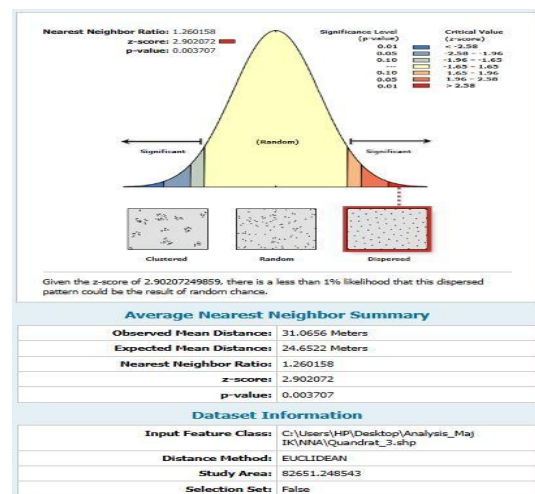 Nearest Neighbor Ratio: 1.260158
z-score: 2.902072
p-value: 0.003707
Significance Level
(p-value)
Critical Value
(z-score)
0.01 < -2.58
0.05 -2.58 - -1.96
0.10 -1.96 - -1.65
--- -1.65 - 1.65
0.10 1.65 - 1.96
0.05 1.96 - 2.58
0.01 > 2.58
Significant
(Random)
Significant
Clustered
Random
Dispersed
Given the z-score of 2.90207249859, there is a less than 1% likelihood that this dispersed
pattern could be the result of random chance.
Average Nearest Neighbor Summary
Observed Mean Distance: 31.0656 Meters
Expected Mean Distance: 24.6522 Meters
Nearest Neighbor Ratio: 1.260158
z-score: 2.902072
p-value: 0.003707
Dataset Information
Input Feature Class: C:\Users\HP\Desktop\Analysis_Maj
IK\NNA\Quandrat_3.shp
Distance Method: EUCLIDEAN
Study Area: 82651.248543
Selection Set: False